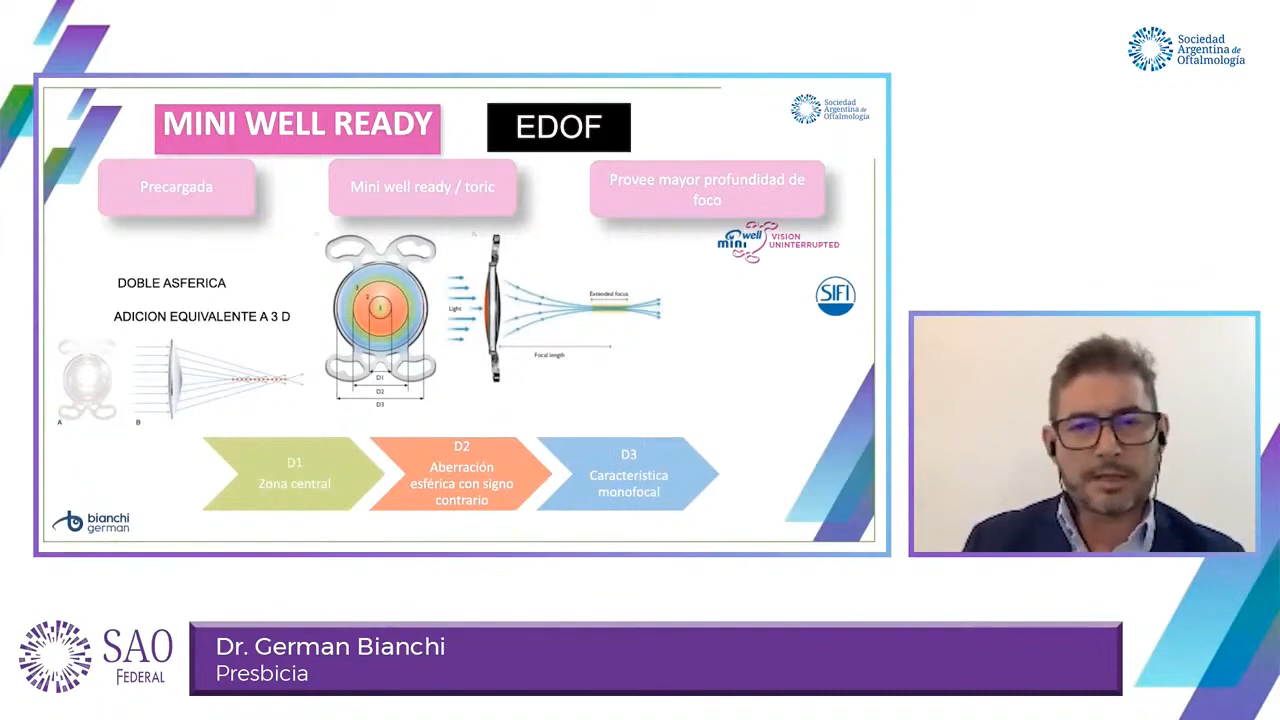 Sociedad
Argentina de
Oftalmología
MINI WELL READY
EDOF
Sociedad
Argentina de
Oftalmología
Precargada
Mini well ready / toric
Provee mayor profundidad de
foco
mini well
VISION
UNINTERRUPTED
DOBLE ASFERICA
ADICION EQUIVALENTE A 3 D
SIFI
3
2
1
Light
Extended focus
Focal length
D1
D2
D3
A
B
D1
Zona central
D2
Aberración
esférica con signo
contrario
D3
Característica
monofocal
bianchi
german
SAO
FEDERAL
Dr. German Bianchi
Presbicia